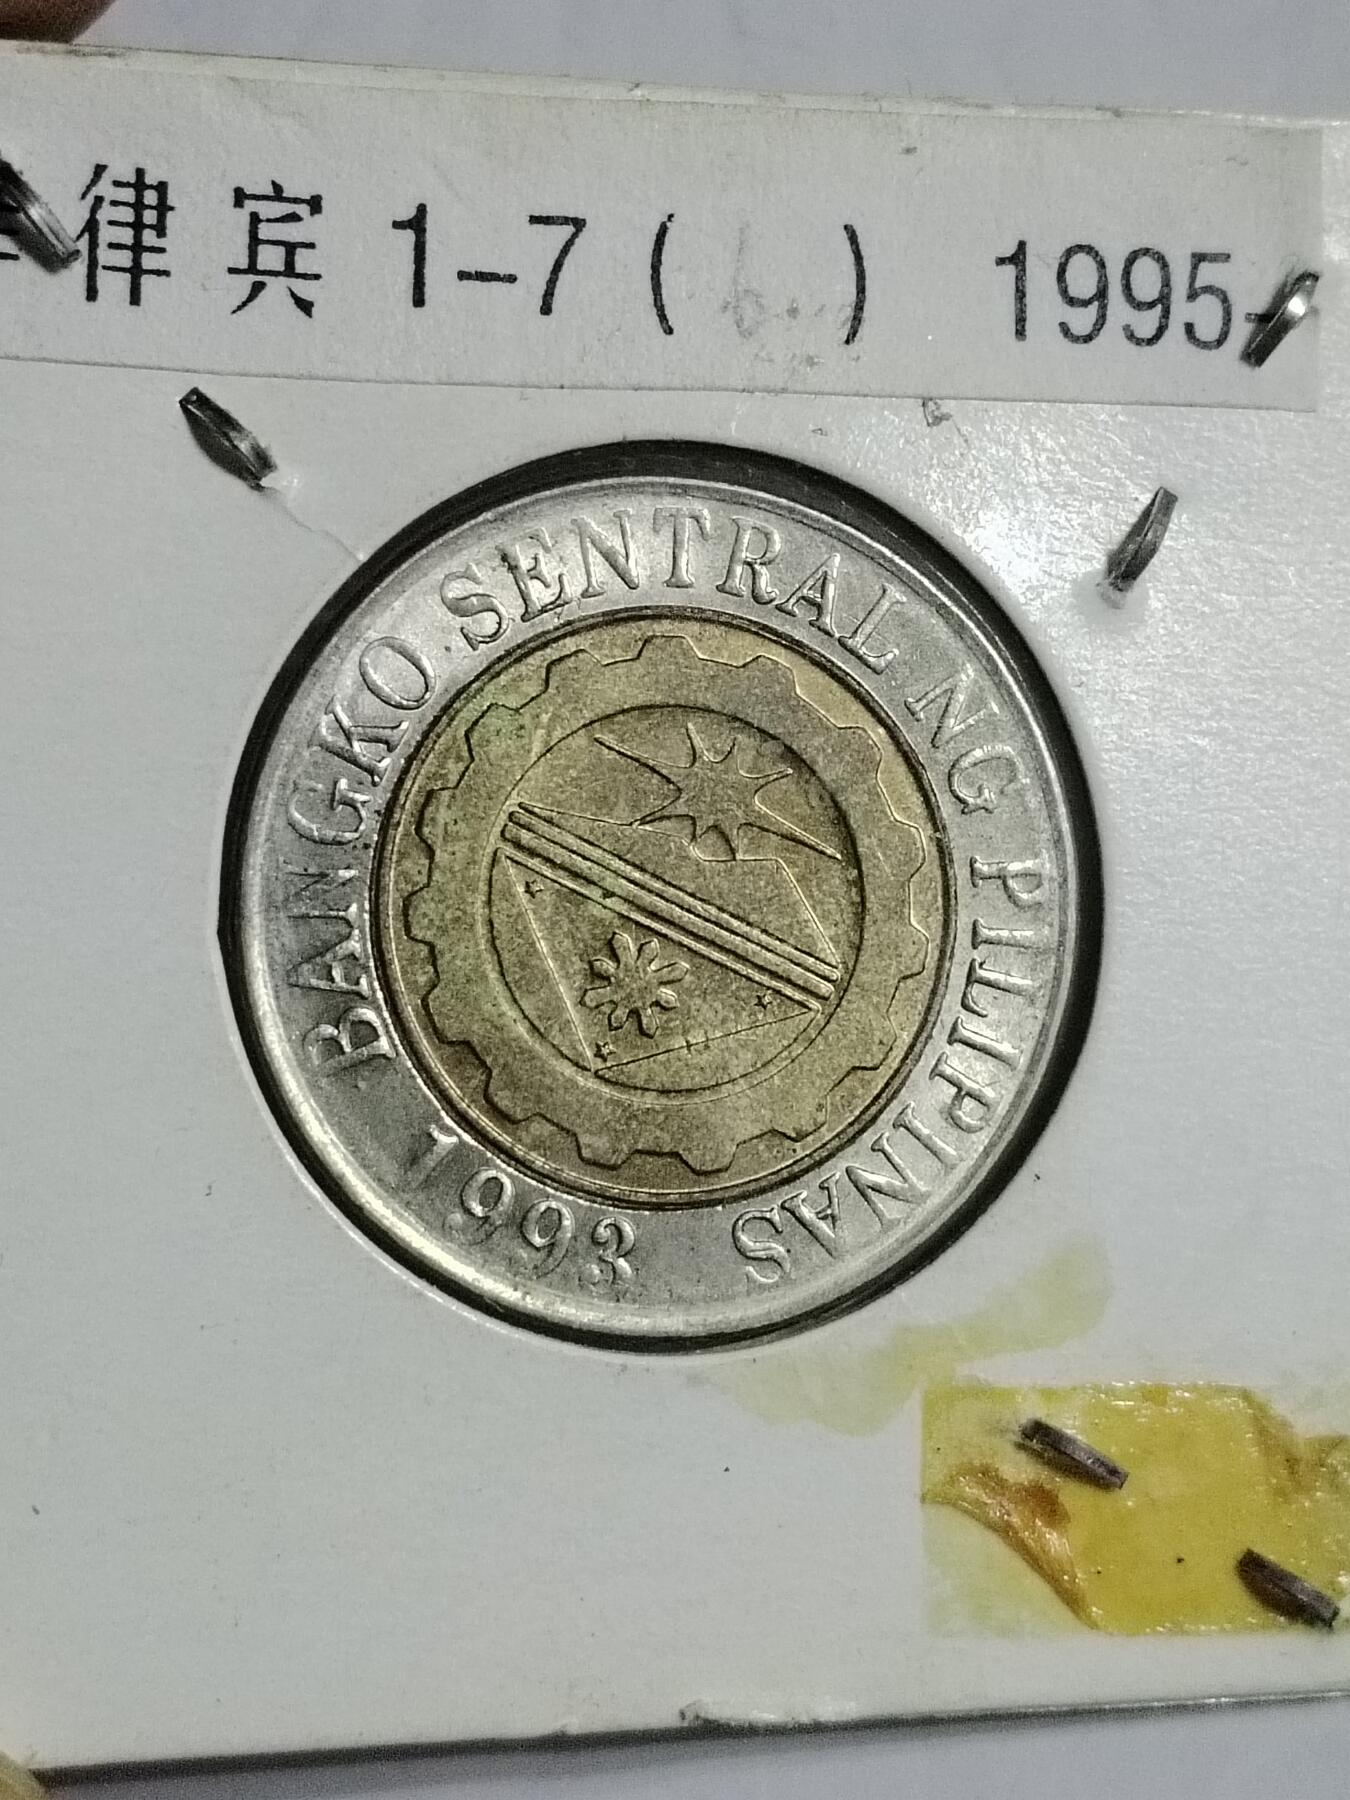 律宾 1-7 ( ) 1995-
BANGKO SENTRAL NG PILIPINAS
1993